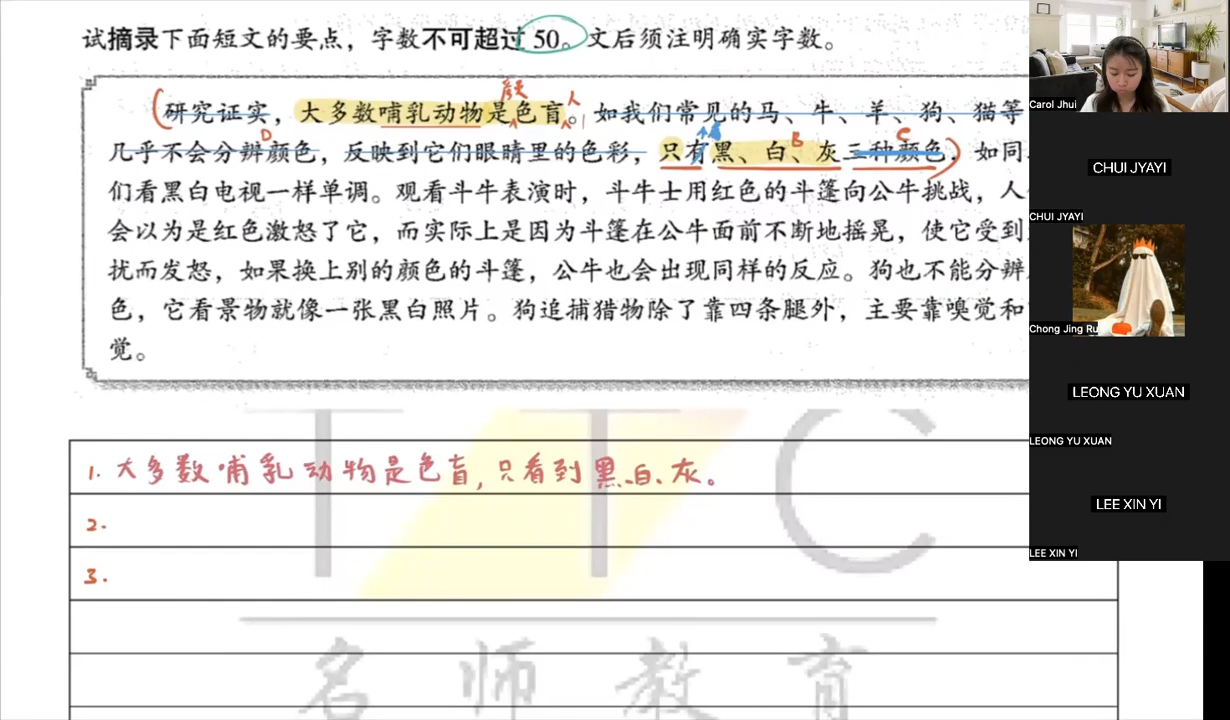 试摘录下面短文的要点，字数不可超过 50。文后须注明确实字数。
研究证实，大多数哺乳动物是色盲。如我们常见的马、牛、羊、狗、猫等
D
几乎不会分辨颜色，反映到它们眼睛里的色彩，只有黑、白、灰三种颜色。如同
B
C
们看黑白电视一样单调。观看斗牛表演时，斗牛士用红色的斗篷向公牛挑战，人
会以为是红色激怒了它，而实际上是因为斗篷在公牛面前不断地摇晃，使它受到
扰而发怒，如果换上别的颜色的斗篷，公牛也会出现同样的反应。狗也不能分辨
色，它看景物就像一张黑白照片。狗追捕猎物除了靠四条腿外，主要靠嗅觉和
觉。
1. 大多数哺乳动物是色盲，只看到黑、白、灰。
2.
3.
TTC
名师教育
Carol Jhui
CHUI JYAYI
CHUI JYAYI
Chong Jing Ru
LEONG YU XUAN
LEONG YU XUAN
LEE XIN YI
LEE XIN YI